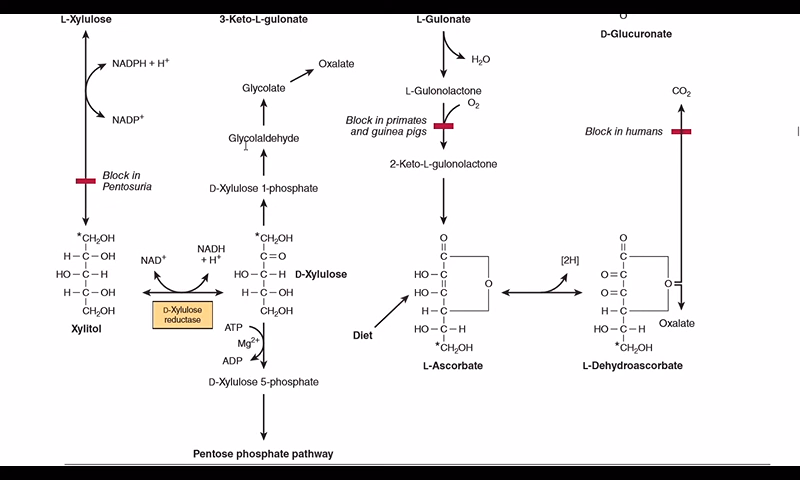 L-Xylulose
3-Keto-L-gulonate
L-Gulonate
O
D-Glucuronate
NADPH + H⁺
NADP⁺
Block in
Pentosuria
*CH₂OH
H–C–OH
HO–C–H
H–C–OH
CH₂OH
Xylitol
NAD⁺
NADH
+ H⁺
D-Xylulose
reductase
Oxalate
Glycolate
Glycolaldehyde
D-Xylulose 1-phosphate
*CH₂OH
C=O
HO–C–H
H–C–OH
CH₂OH
D-Xylulose
ATP
Mg²⁺
ADP
D-Xylulose 5-phosphate
Pentose phosphate pathway
H₂O
L-Gulonolactone
O₂
Block in primates
and guinea pigs
2-Keto-L-gulonolactone
O
C
HO–C
HO–C
O
H–C
HO–C–H
*CH₂OH
L-Ascorbate
Diet
[2H]
CO₂
Block in humans
O
C
O=C
O=C
O
H–C
HO–C–H
*CH₂OH
Oxalate
L-Dehydroascorbate